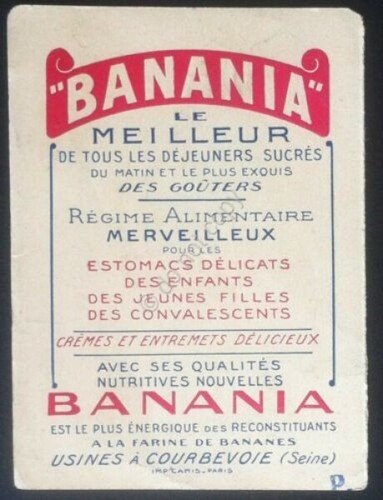 "BANANIA"
LE
MEILLEUR
DE TOUS LES DÉJEUNERS SUCRÉS
DU MATIN ET LE PLUS EXQUIS
DES GOÛTERS
RÉGIME ALIMENTAIRE
MERVEILLEUX
POUR LES
ESTOMACS DÉLICATS
DES ENFANTS
DES JEUNES FILLES
DES CONVALESCENTS
CRÈMES ET ENTREMETS DÉLICIEUX
AVEC SES QUALITÉS
NUTRITIVES NOUVELLES
BANANIA
EST LE PLUS ÉNERGIQUE DES RECONSTITUANTS
A LA FARINE DE BANANES
USINES À COURBEVOIE (Seine)
IMP. CAMIS_PARIS